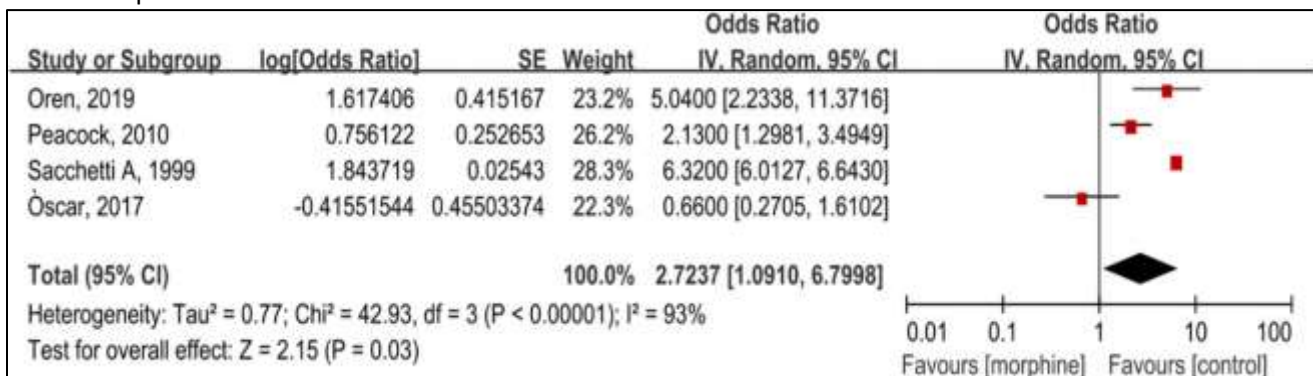 Odds Ratio Odds Ratio
Study or Subgroup log[Odds Ratio] SE Weight IV, Random, 95% CI IV, Random, 95% CI
Oren, 2019 1.617406 0.415167 23.2% 5.0400 [2.2338, 11.3716]
Peacock, 2010 0.756122 0.252653 26.2% 2.1300 [1.2981, 3.4949]
Sacchetti A, 1999 1.843719 0.02543 28.3% 6.3200 [6.0127, 6.6430]
Òscar, 2017 -0.41551544 0.45503374 22.3% 0.6600 [0.2705, 1.6102]
Total (95% CI) 100.0% 2.7237 [1.0910, 6.7998]
Heterogeneity: Tau² = 0.77; Chi² = 42.93, df = 3 (P < 0.00001); I² = 93%
Test for overall effect: Z = 2.15 (P = 0.03)
0.01 0.1 1 10 100
Favours [morphine] Favours [control]